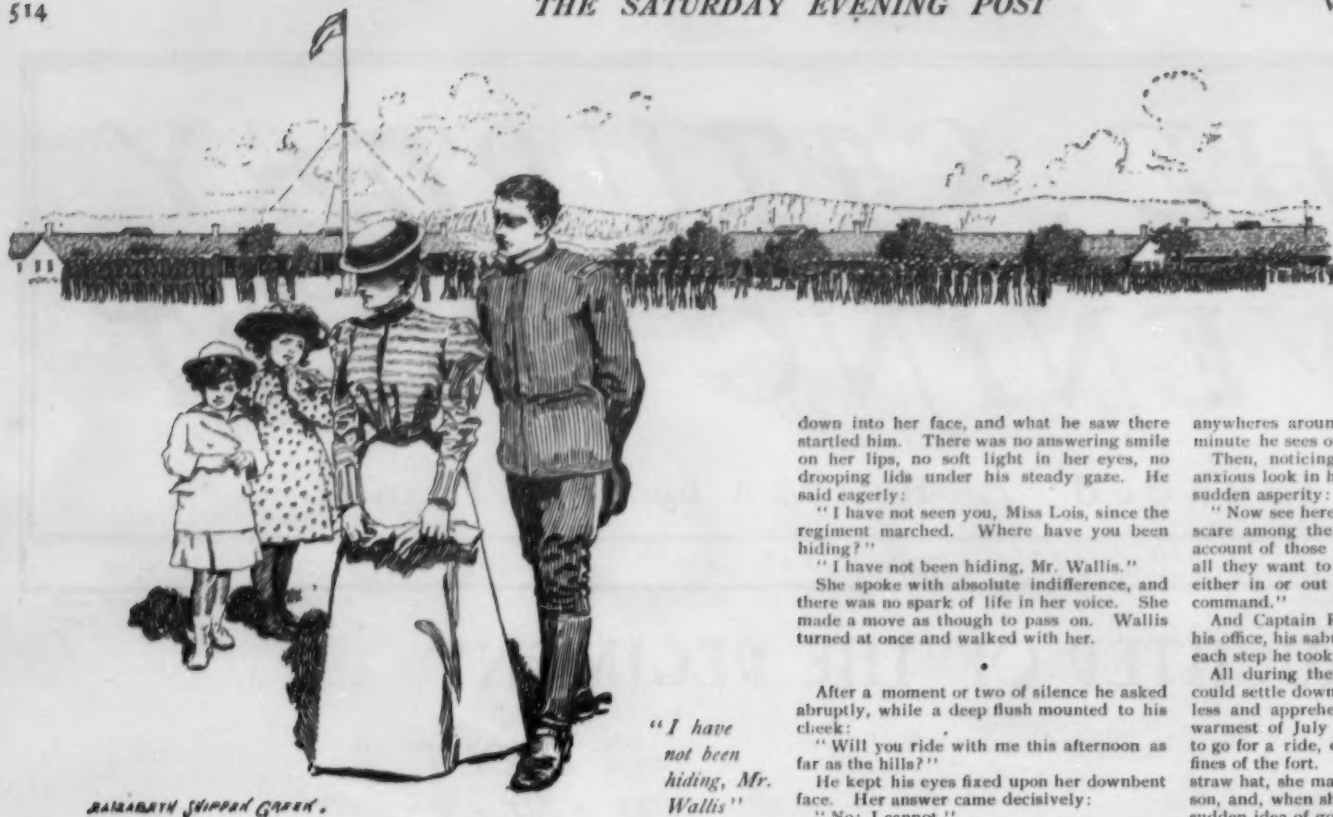 514
THE SATURDAY EVENING POST
ELIZABETH SHIPPEN GREEN.
"I have
not been
hiding, Mr.
Wallis"
down into her face, and what he saw there
startled him. There was no answering smile
on her lips, no soft light in her eyes, no
drooping lids under his steady gaze. He
said eagerly:
"I have not seen you, Miss Lois, since the
regiment marched. Where have you been
hiding?"
"I have not been hiding, Mr. Wallis."
She spoke with absolute indifference, and
there was no spark of life in her voice. She
made a move as though to pass on. Wallis
turned at once and walked with her.
After a moment or two of silence he asked
abruptly, while a deep flush mounted to his
cheek:
"Will you ride with me this afternoon as
far as the hills?"
He kept his eyes fixed upon her downbent
face. Her answer came decisively:
"No; I cannot."
anywheres
minute he sees
Then, noticing
anxious look in
sudden asperity:
"Now see here
scare among the
account of those
all they want to
either in or out
command."
And Captain
his office, his
each step he took
All during the
could settle down
less and
warmest of July
to go for a ride,
fines of the fort.
straw hat, she
son, and, when
sudden idea of